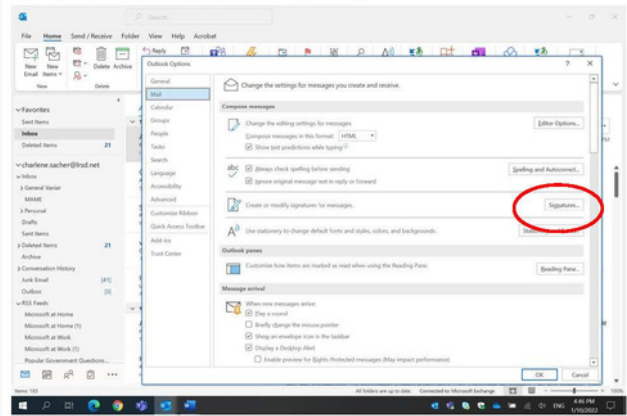 Search
File Home Send / Receive Folder View Help Acrobat
New Email
New Items
Delete Archive
Reply
New
Delete
Favorites
Sent Items
Inbox
Deleted Items 21
charlene.sacher@lrsd.net
Inbox
General Vanier
MAME
Personal
Drafts
Sent Items
Deleted Items 21
Archive
Conversation History
Junk Email [41]
Outbox [0]
RSS Feeds
Microsoft at Home
Microsoft at Home (1)
Microsoft at Work
Microsoft at Work (1)
Popular Government Questions...
Outlook Options
General
Mail
Calendar
Groups
People
Tasks
Search
Language
Accessibility
Advanced
Customize Ribbon
Quick Access Toolbar
Add-ins
Trust Center
Change the settings for messages you create and receive.
Compose messages
Change the editing settings for messages.
Editor Options...
Compose messages in this format: HTML
Show text predictions while typing
abc
Always check spelling before sending
Spelling and Autocorrect...
Ignore original message text in reply or forward
Create or modify signatures for messages.
Signatures...
Use stationery to change default fonts and styles, colors, and backgrounds.
Outlook panes
Customize how items are marked as read when using the Reading Pane.
Reading Pane...
Message arrival
When new messages arrive:
Play a sound
Briefly change the mouse pointer
Show an envelope icon in the taskbar
Display a Desktop Alert
Enable preview for Rights Protected messages (May impact performance)
OK Cancel
Items: 183
All folders are up to date. Connected to Microsoft Exchange
ENG
4:46 PM
1/10/2022